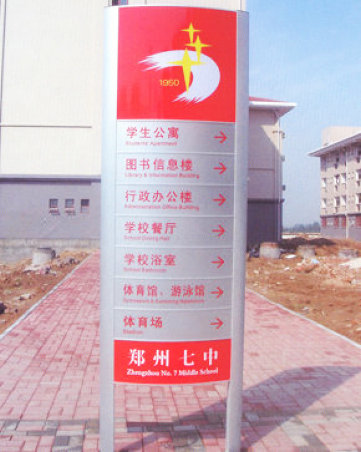 1950
学生公寓
Students' Apartment
图书信息楼
Library & Information Building
行政办公楼
Administration Office Building
学校餐厅
School Dining Hall
学校浴室
School Bathroom
体育馆、游泳馆
体育场
Stadium
郑州七中
Zhengzhou No. 7 Middle School